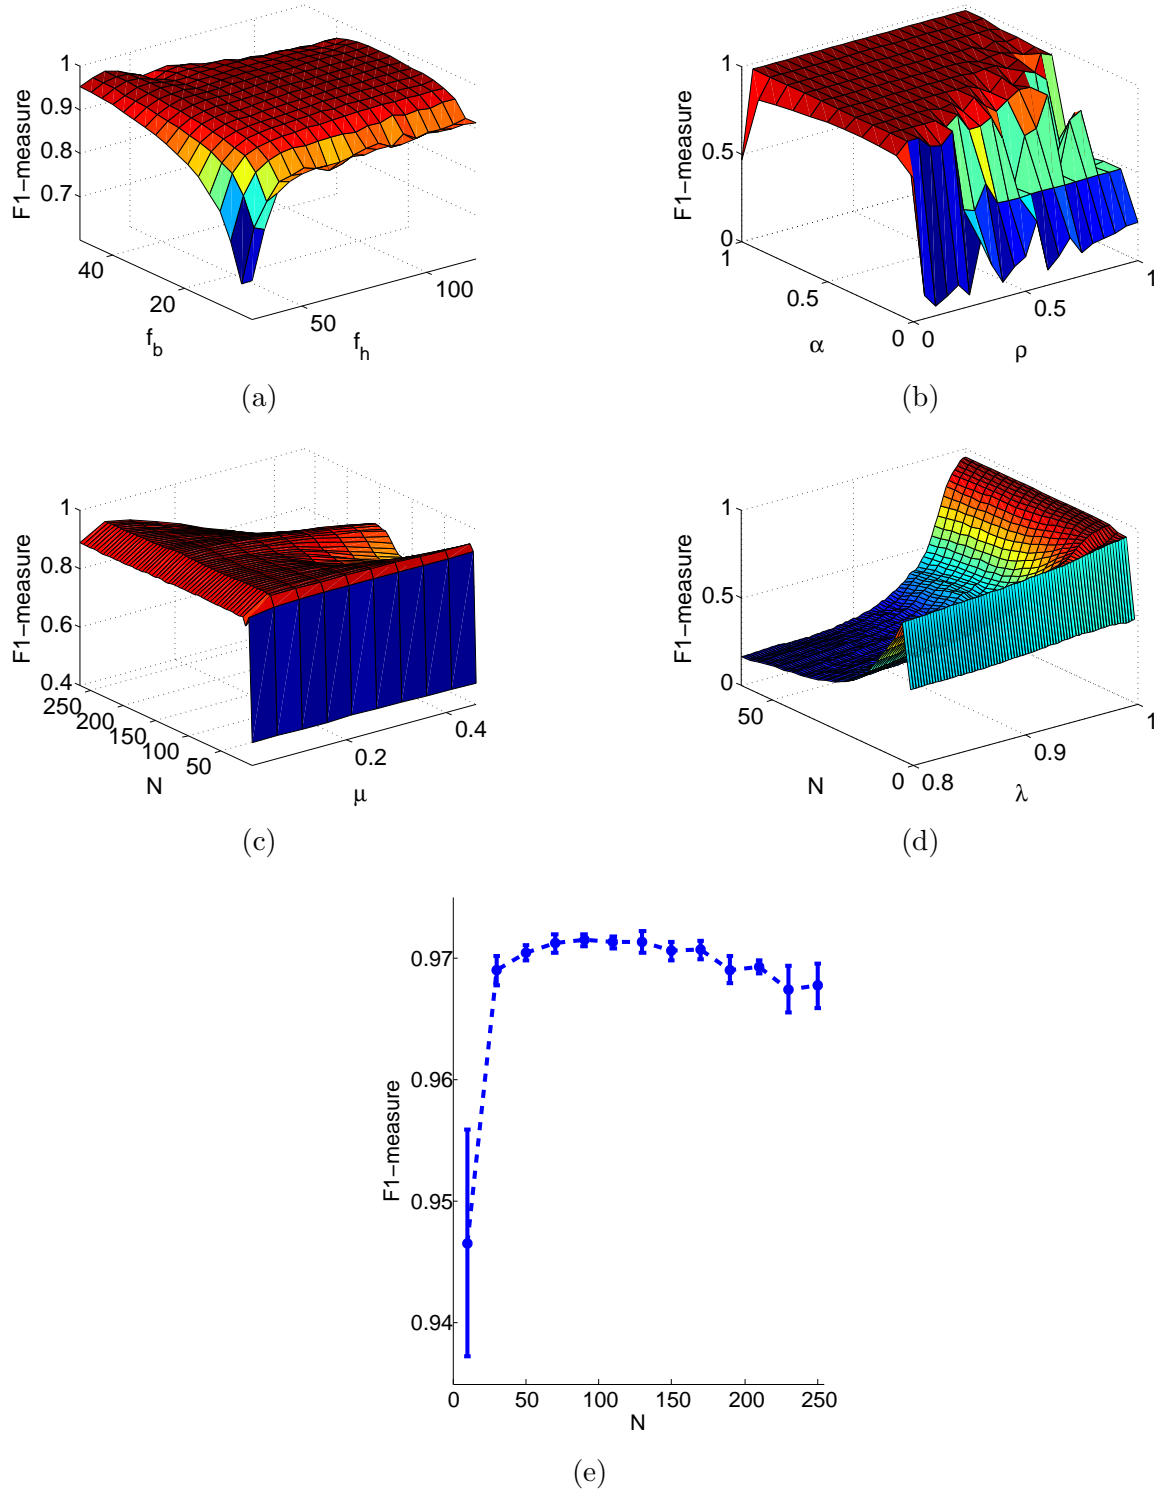 1
0.9
0.8
0.7
F1−measure
40
20
f_b
50
100
f_h
(a)
1
0.5
0
F1−measure
1
0.5
0
α
0
0.5
1
ρ
(b)
1
0.8
0.6
0.4
F1−measure
250
200
150
100
50
N
0.2
0.4
μ
(c)
1
0.5
0
F1−measure
50
0
N
0.8
0.9
1
λ
(d)
0.97
0.96
0.95
0.94
F1−measure
0 50 100 150 200 250
N
(e)